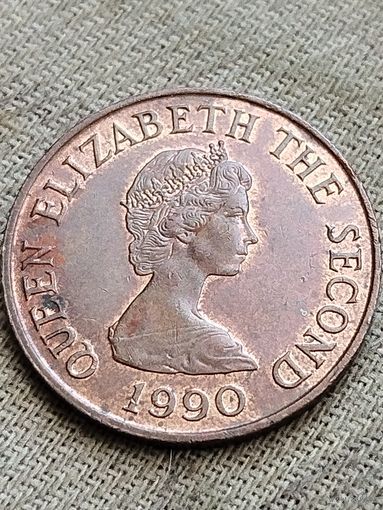 QUEEN ELIZABETH THE SECOND
1990